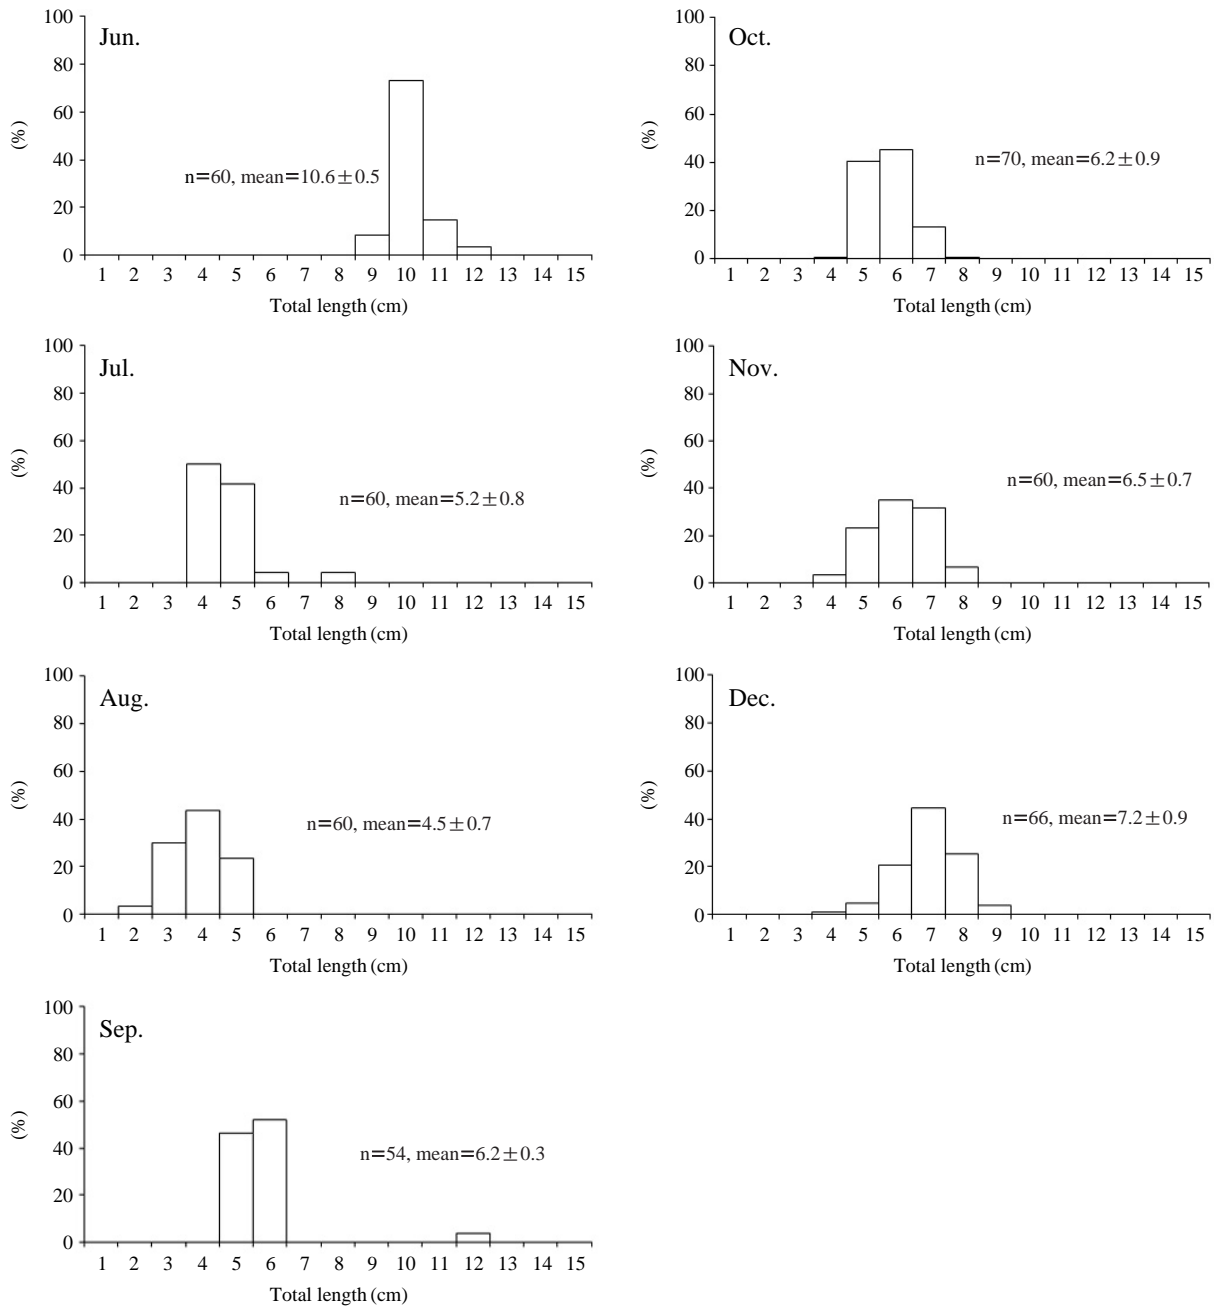 Jun.
(%)
100
80
60
40
20
0
n=60, mean=10.6±0.5
1 2 3 4 5 6 7 8 9 10 11 12 13 14 15
Total length (cm)
Jul.
(%)
100
80
60
40
20
0
n=60, mean=5.2±0.8
1 2 3 4 5 6 7 8 9 10 11 12 13 14 15
Total length (cm)
Aug.
(%)
100
80
60
40
20
0
n=60, mean=4.5±0.7
1 2 3 4 5 6 7 8 9 10 11 12 13 14 15
Total length (cm)
Sep.
(%)
100
80
60
40
20
0
n=54, mean=6.2±0.3
1 2 3 4 5 6 7 8 9 10 11 12 13 14 15
Total length (cm)
Oct.
(%)
100
80
60
40
20
0
n=70, mean=6.2±0.9
1 2 3 4 5 6 7 8 9 10 11 12 13 14 15
Total length (cm)
Nov.
(%)
100
80
60
40
20
0
n=60, mean=6.5±0.7
1 2 3 4 5 6 7 8 9 10 11 12 13 14 15
Total length (cm)
Dec.
(%)
100
80
60
40
20
0
n=66, mean=7.2±0.9
1 2 3 4 5 6 7 8 9 10 11 12 13 14 15
Total length (cm)